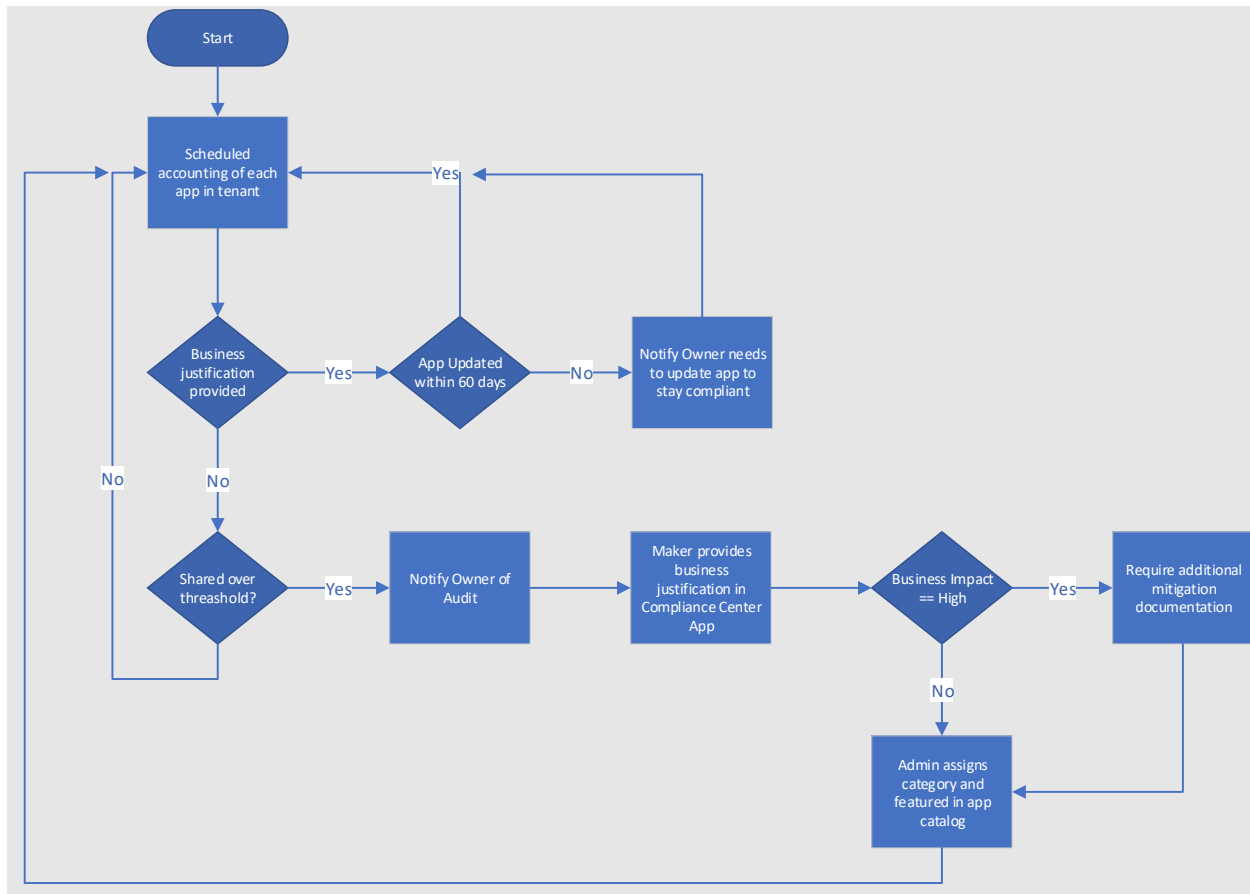 Start
Scheduled
accounting of each
app in tenant
Yes
Business
justification
provided
Yes
App Updated
within 60 days
No
Notify Owner needs
to update app to
stay compliant
No
No
Shared over
threashold?
Yes
Notify Owner of
Audit
Maker provides
business
justification in
Compliance Center
App
Business Impact
== High
Yes
Require additional
mitigation
documentation
No
Admin assigns
category and
featured in app
catalog